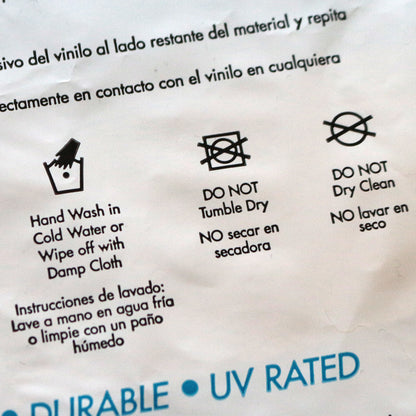 sivo del vinilo al lado restante del material y repita
ectamente en contacto con el vinilo en cualquiera
Hand Wash in
Cold Water or
Wipe off with
Damp Cloth
Instrucciones de lavado:
Lave a mano en agua fría
o limpie con un paño
húmedo
DO NOT
Tumble Dry
NO secar en
secadora
DO NOT
Dry Clean
NO lavar en
seco
• DURABLE • UV RATED